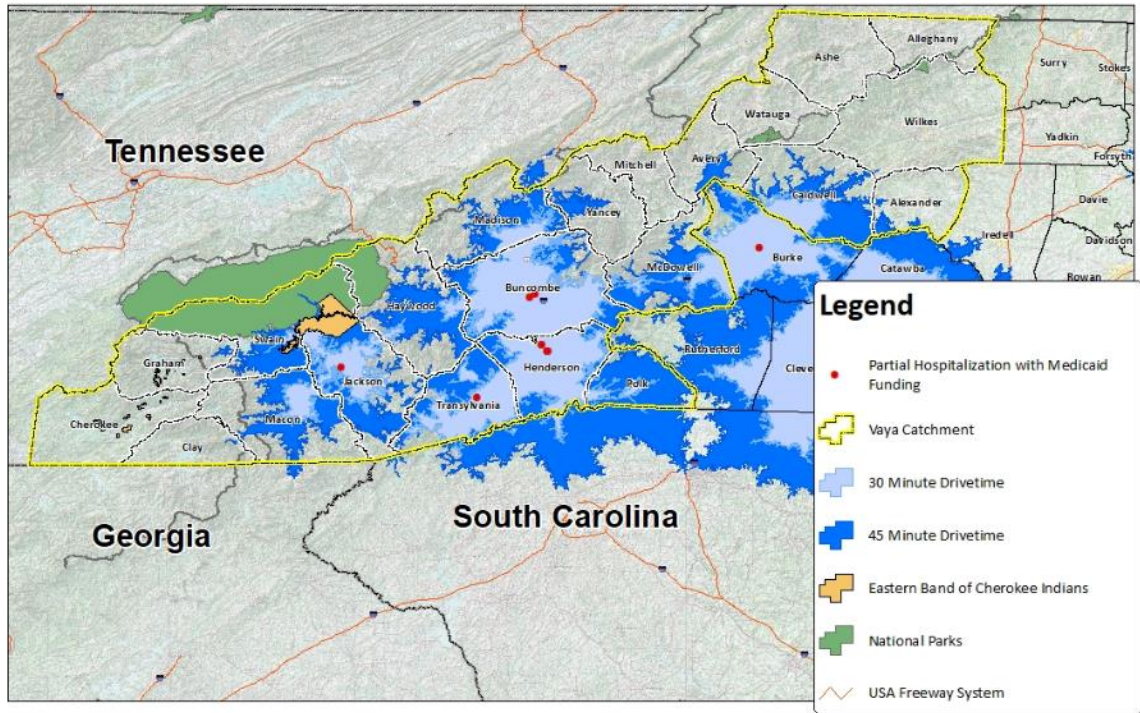 Alleghany
Ashe
Surry
Stokes
Watauga
Wilkes
Yadkin
Tennessee
Mitchell
Avery
Forsyth
Caldwell
Alexander
Davie
Madison
Yancey
Iredell
Davidson
Burke
McDowell
Catawba
Rowan
Buncombe
Haywood
Swain
Rutherford
Graham
Jackson
Henderson
Cleve
Polk
Transylvania
Macon
Cherokee
Clay
South Carolina
Georgia
Legend
Partial Hospitalization with Medicaid
Funding
Vaya Catchment
30 Minute Drivetime
45 Minute Drivetime
Eastern Band of Cherokee Indians
National Parks
USA Freeway System